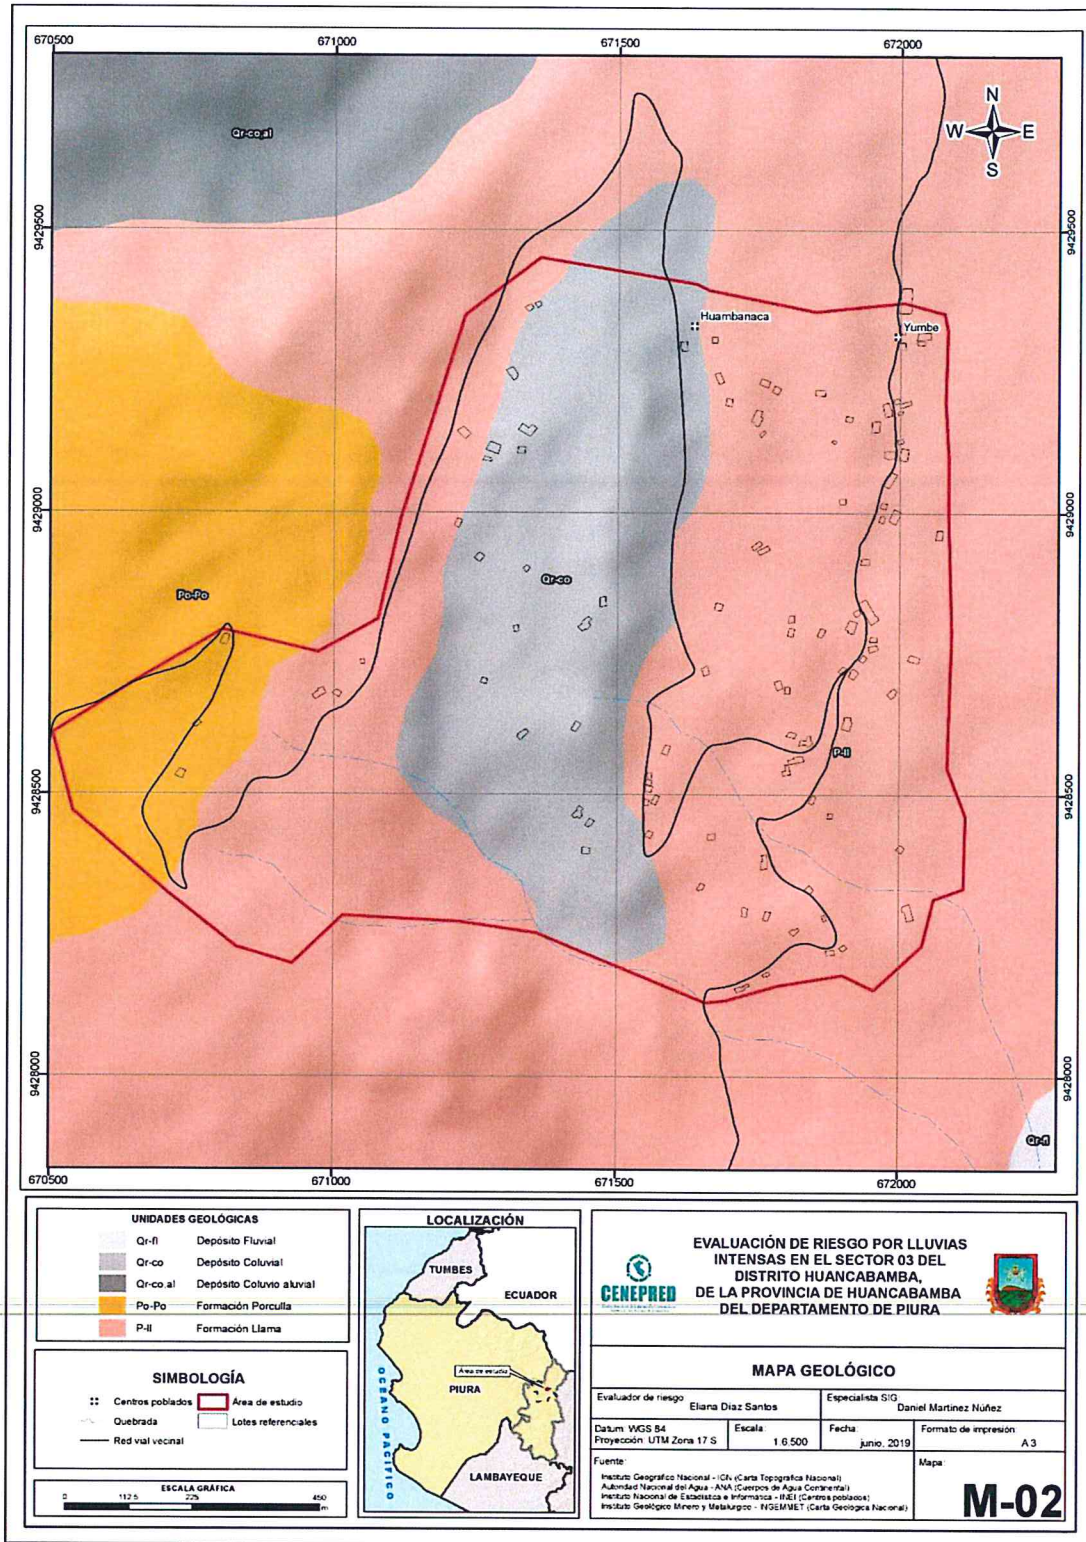 670500 671000 671500 672000
N
W E
S
Qr-co,al
9429500 9429500
Huambanaca
Yumbe
9429000 9429000
Qr-co
Po-Po
P-ll
9428500 9428500
9428000 9428000
Qr-fl
670500 671000 671500 672000
UNIDADES GEOLÓGICAS
Qr-fl Depósito Fluvial
Qr-co Depósito Coluvial
Qr-co,al Depósito Coluvio aluvial
Po-Po Formación Porculla
P-ll Formación Llama
SIMBOLOGÍA
Centros poblados Área de estudio
Quebrada Lotes referenciales
Red vial vecinal
ESCALA GRÁFICA
0 112.5 225 450
m
LOCALIZACIÓN
TUMBES
ECUADOR
Área de estudio
PIURA
OCEANO PACIFICO
LAMBAYEQUE
CENEPRED
EVALUACIÓN DE RIESGO POR LLUVIAS
INTENSAS EN EL SECTOR 03 DEL
DISTRITO HUANCABAMBA,
DE LA PROVINCIA DE HUANCABAMBA
DEL DEPARTAMENTO DE PIURA
MAPA GEOLÓGICO
Evaluador de riesgo
Eliana Diaz Santos
Especialista SIG:
Daniel Martinez Núñez
Datum: WGS 84
Proyección: UTM Zona 17 S
Escala:
1:6,500
Fecha:
junio, 2019
Formato de impresión:
A3
Fuente:
Instituto Geográfico Nacional - IGN (Carta Topográfica Nacional)
Autoridad Nacional del Agua - ANA (Cuerpos de Agua Continental)
Instituto Nacional de Estadística e Informática - INEI (Centros poblados)
Instituto Geológico Minero y Metalúrgico - INGEMMET (Carta Geológica Nacional)
Mapa:
M-02